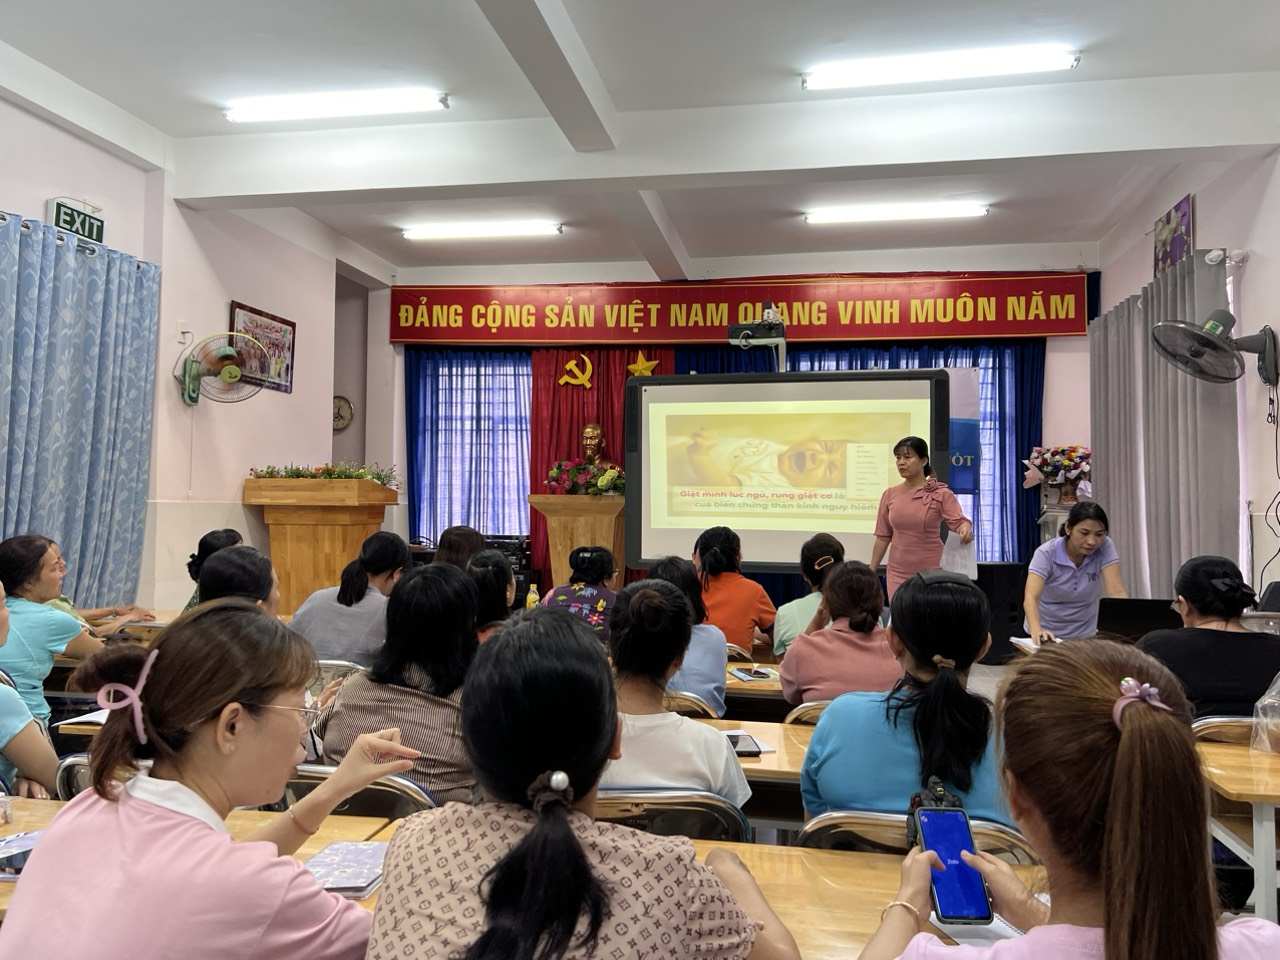 EXIT
ĐẢNG CỘNG SẢN VIỆT NAM QUANG VINH MUÔN NĂM
Giật mình lúc ngủ, rung giật cơ là
của biến chứng thần kinh nguy hiểm
TỐT
Zalo